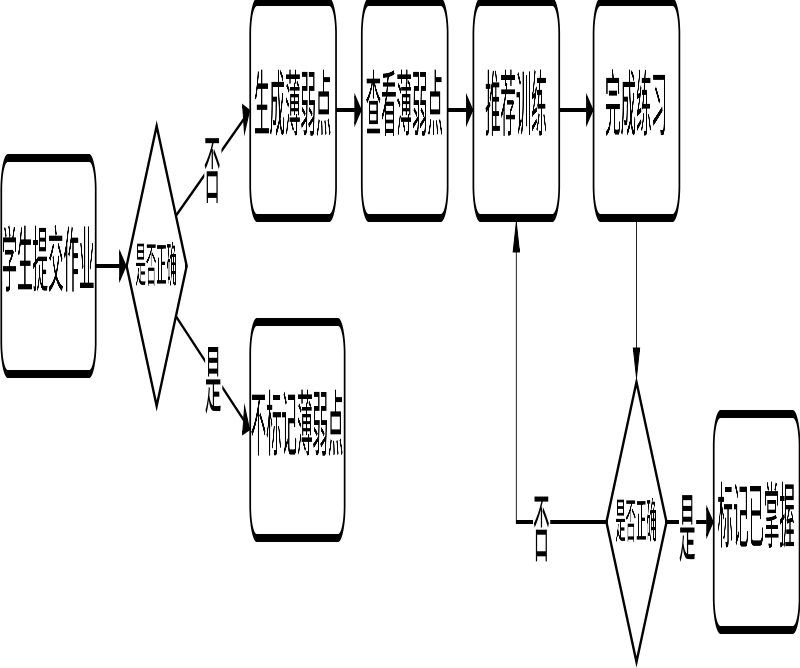 学生提交作业
是否正确
否
生成薄弱点
查看薄弱点
推荐训练
完成练习
是
不标记薄弱点
是否正确
否
是
标记已掌握